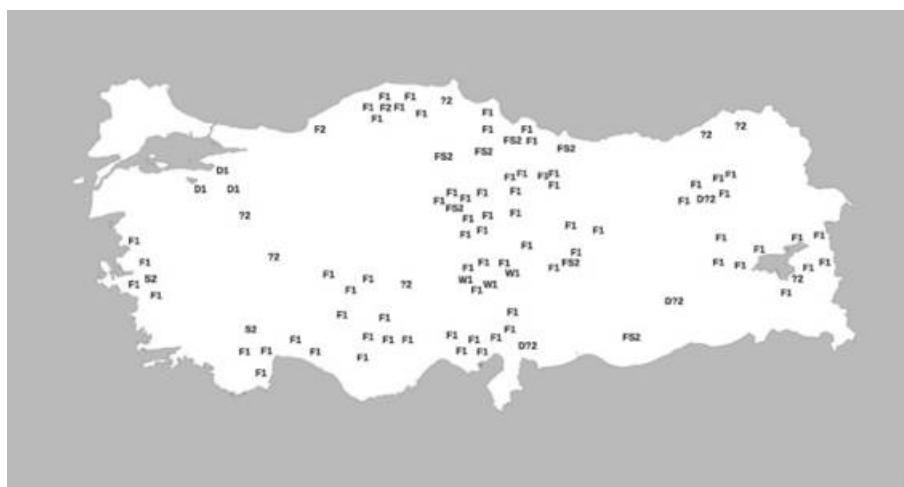 F1 F1 ?2
F1 F2 F1
F1 F1
F1
?2
F2 F1 F1
?2
FS2 F1
FS2 FS2
FS2
D1
F1 F1 F1 F1 F1 F1
F1 F1
D1 D1 F1 F1 F1 F1
F1 F1 F1 D?2
FS2
?2 F1 F1
F1
F1 F1 F1
F1 F1 F1 F1 F1
F1 F1 F1 F1
?2
F1 F1 F1 FS2 F1 F1 F1
F1 F1 F1
F1 W1
F1 S2 F1 W1 ?2
F1 ?2 W1
F1 F1 F1
F1
D?2
F1 F1 F1
S2 F1
F1 F1 F1 F1 F1 F1 F1 FS2
D?2
F1 F1 F1 F1 F1
F1
F1